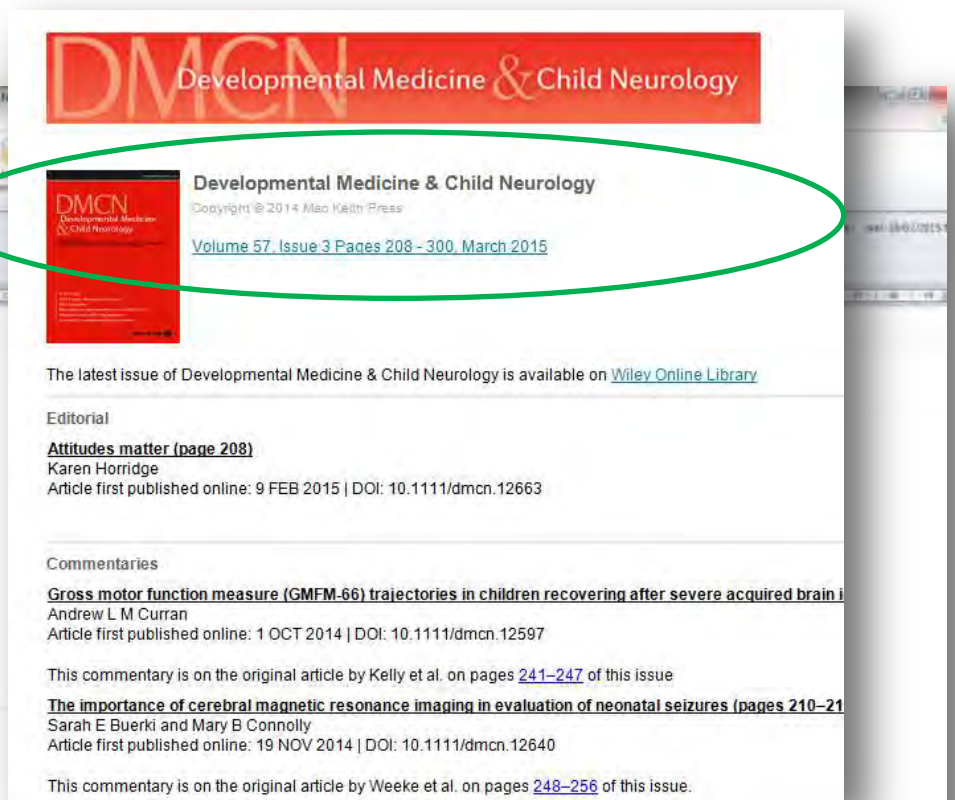 DMCN
Developmental Medicine & Child Neurology
DMCN
Developmental Medicine
& Child Neurology
Developmental Medicine & Child Neurology
Copyright © 2014 Mac Keith Press
Volume 57, Issue 3 Pages 208 - 300, March 2015
The latest issue of Developmental Medicine & Child Neurology is available on Wiley Online Library
Editorial
Attitudes matter (page 208)
Karen Horridge
Article first published online: 9 FEB 2015 | DOI: 10.1111/dmcn.12663
Commentaries
Gross motor function measure (GMFM-66) trajectories in children recovering after severe acquired brain i
Andrew L M Curran
Article first published online: 1 OCT 2014 | DOI: 10.1111/dmcn.12597
This commentary is on the original article by Kelly et al. on pages 241–247 of this issue
The importance of cerebral magnetic resonance imaging in evaluation of neonatal seizures (pages 210–21
Sarah E Buerki and Mary B Connolly
Article first published online: 19 NOV 2014 | DOI: 10.1111/dmcn.12640
This commentary is on the original article by Weeke et al. on pages 248–256 of this issue.